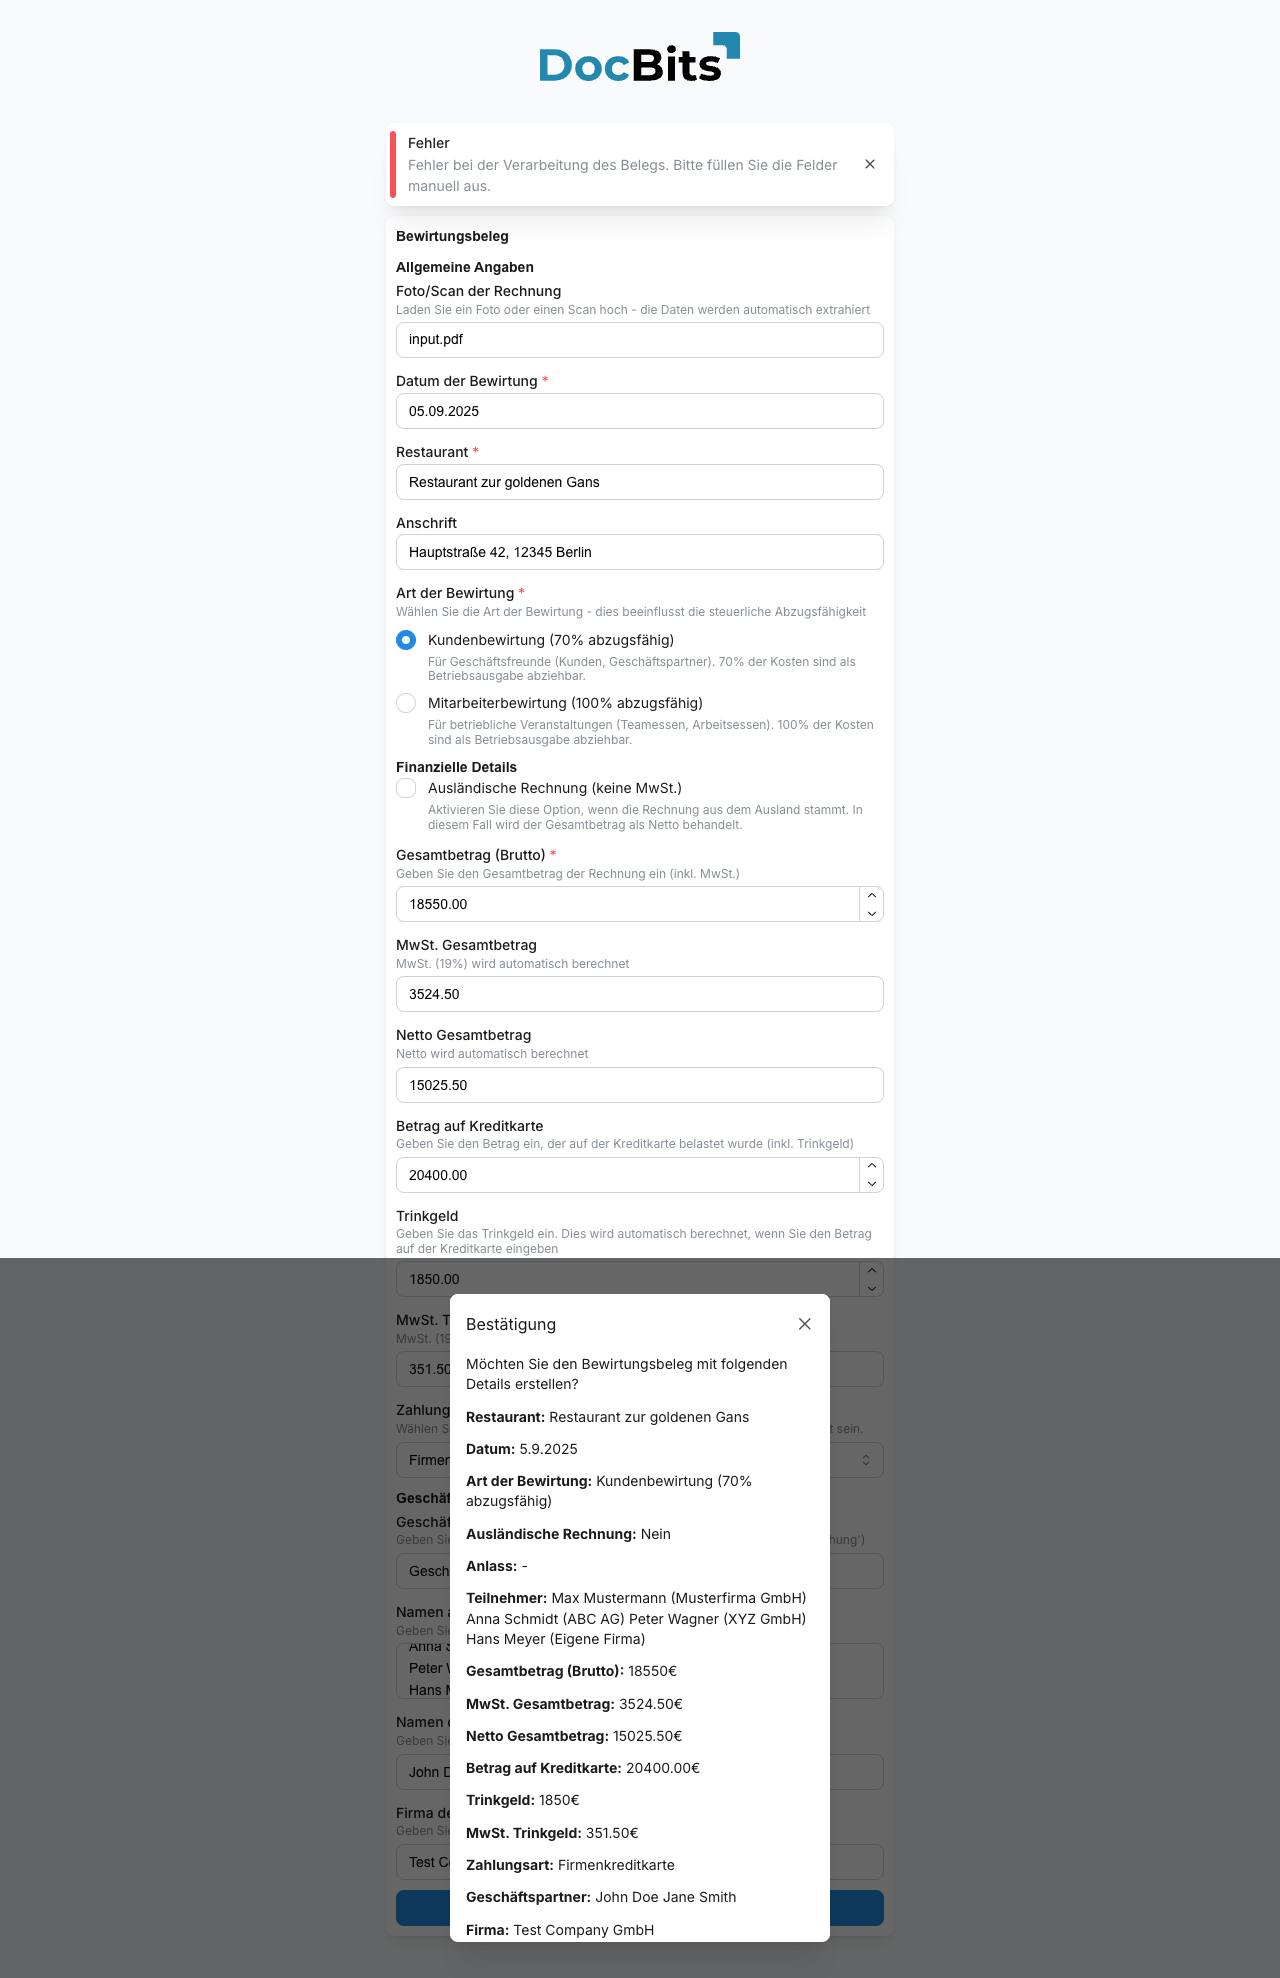 DocBits
Fehler
Fehler bei der Verarbeitung des Belegs. Bitte füllen Sie die Felder
manuell aus.
Bewirtungsbeleg
Allgemeine Angaben
Foto/Scan der Rechnung
Laden Sie ein Foto oder einen Scan hoch - die Daten werden automatisch extrahiert
input.pdf
Datum der Bewirtung *
05.09.2025
Restaurant *
Restaurant zur goldenen Gans
Anschrift
Hauptstraße 42, 12345 Berlin
Art der Bewirtung *
Wählen Sie die Art der Bewirtung - dies beeinflusst die steuerliche Abzugsfähigkeit
Kundenbewirtung (70% abzugsfähig)
Für Geschäftsfreunde (Kunden, Geschäftspartner). 70% der Kosten sind als
Betriebsausgabe abziehbar.
Mitarbeiterbewirtung (100% abzugsfähig)
Für betriebliche Veranstaltungen (Teamessen, Arbeitsessen). 100% der Kosten
sind als Betriebsausgabe abziehbar.
Finanzielle Details
Ausländische Rechnung (keine MwSt.)
Aktivieren Sie diese Option, wenn die Rechnung aus dem Ausland stammt. In
diesem Fall wird der Gesamtbetrag als Netto behandelt.
Gesamtbetrag (Brutto) *
Geben Sie den Gesamtbetrag der Rechnung ein (inkl. MwSt.)
18550.00
MwSt. Gesamtbetrag
MwSt. (19%) wird automatisch berechnet
3524.50
Netto Gesamtbetrag
Netto wird automatisch berechnet
15025.50
Betrag auf Kreditkarte
Geben Sie den Betrag ein, der auf der Kreditkarte belastet wurde (inkl. Trinkgeld)
20400.00
Trinkgeld
Geben Sie das Trinkgeld ein. Dies wird automatisch berechnet, wenn Sie den Betrag
auf der Kreditkarte eingeben
1850.00
MwSt. T
MwSt. (19
351.50
Zahlung
Wählen S
t sein.
Firmer
Geschäf
Geschäf
Geben Sie
hung')
Gesch
Namen a
Geben Sie
Anna S
Peter W
Hans M
Namen d
Geben Sie
John D
Firma de
Geben Sie
Test Co
Bestätigung
Möchten Sie den Bewirtungsbeleg mit folgenden
Details erstellen?
Restaurant: Restaurant zur goldenen Gans
Datum: 5.9.2025
Art der Bewirtung: Kundenbewirtung (70%
abzugsfähig)
Ausländische Rechnung: Nein
Anlass: -
Teilnehmer: Max Mustermann (Musterfirma GmbH)
Anna Schmidt (ABC AG) Peter Wagner (XYZ GmbH)
Hans Meyer (Eigene Firma)
Gesamtbetrag (Brutto): 18550€
MwSt. Gesamtbetrag: 3524.50€
Netto Gesamtbetrag: 15025.50€
Betrag auf Kreditkarte: 20400.00€
Trinkgeld: 1850€
MwSt. Trinkgeld: 351.50€
Zahlungsart: Firmenkreditkarte
Geschäftspartner: John Doe Jane Smith
Firma: Test Company GmbH